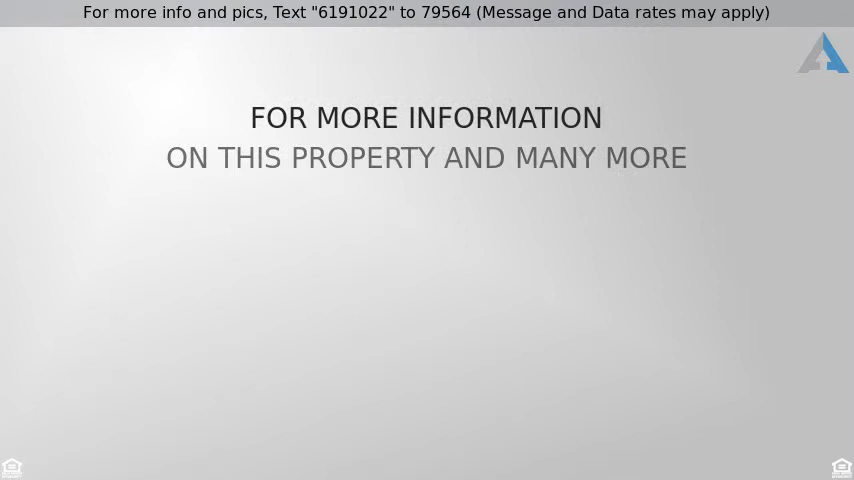 For more info and pics, Text "6191022" to 79564 (Message and Data rates may apply)
FOR MORE INFORMATION
ON THIS PROPERTY AND MANY MORE